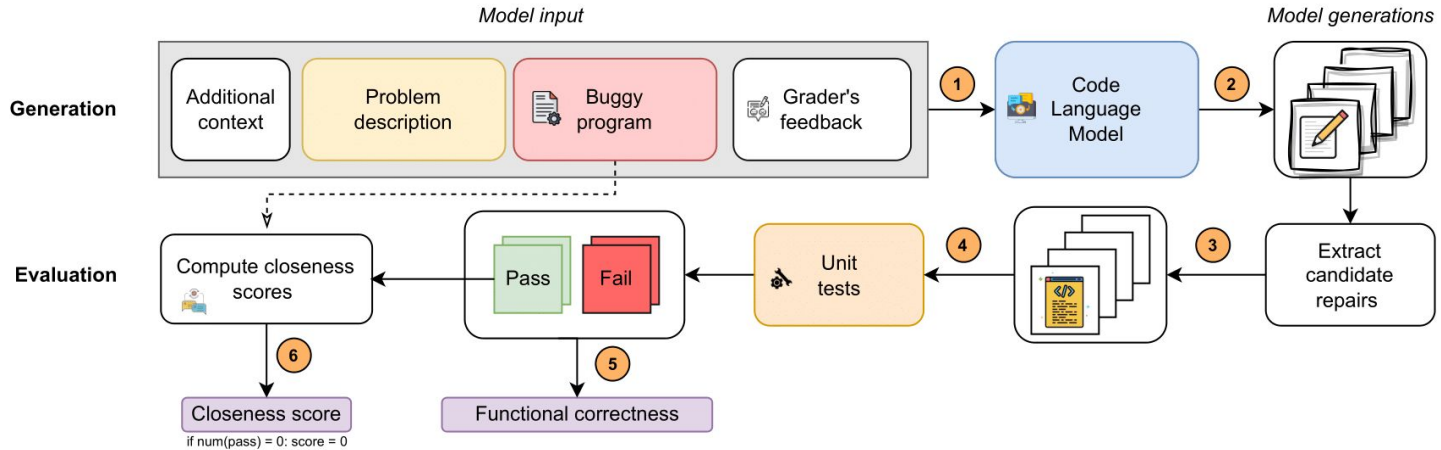 Model input
Model generations
Generation
Additional
context
Problem
description
Buggy
program
Grader's
feedback
1
Code
Language
Model
2
Evaluation
Compute closeness
scores
Pass
Fail
Unit
tests
4
</>
3
Extract
candidate
repairs
6
5
Closeness score
if num(pass) = 0: score = 0
Functional correctness